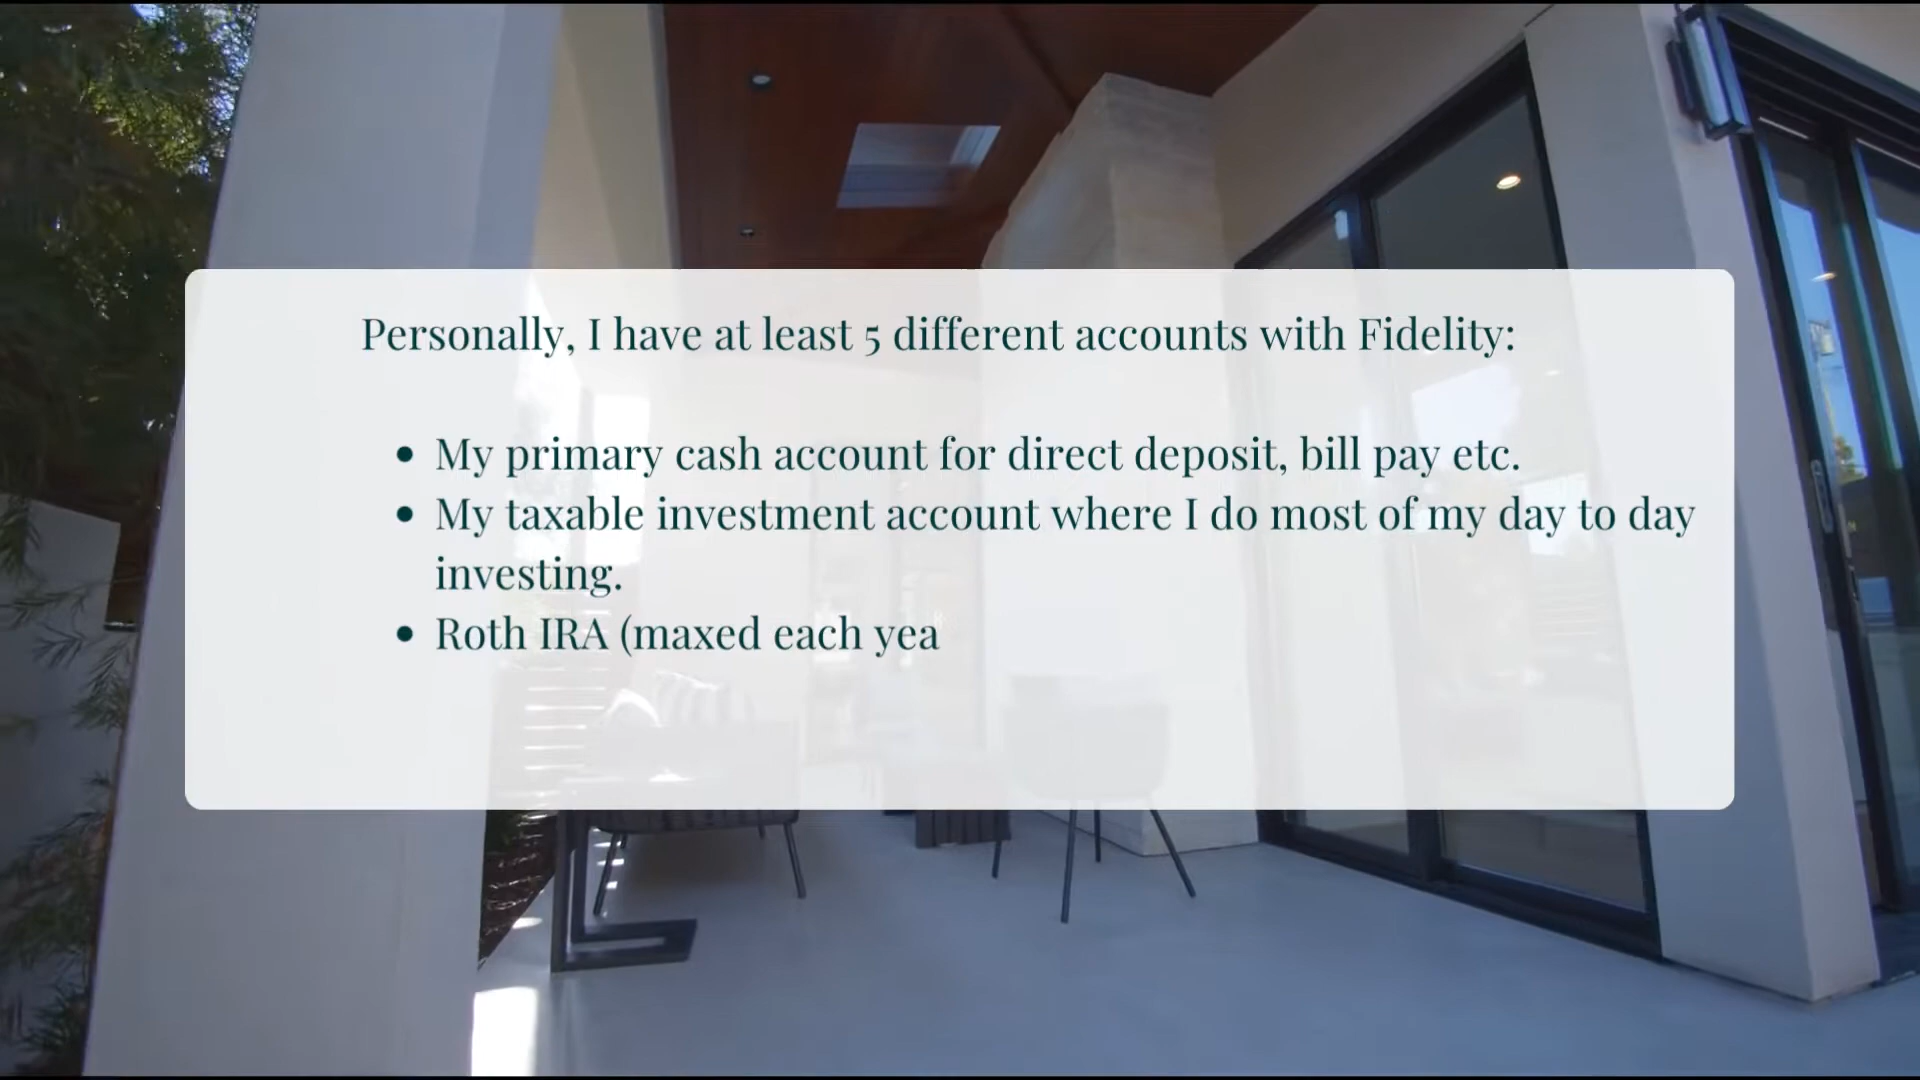 Personally, I have at least 5 different accounts with Fidelity:
• My primary cash account for direct deposit, bill pay etc.
• My taxable investment account where I do most of my day to day
investing.
• Roth IRA (maxed each yea